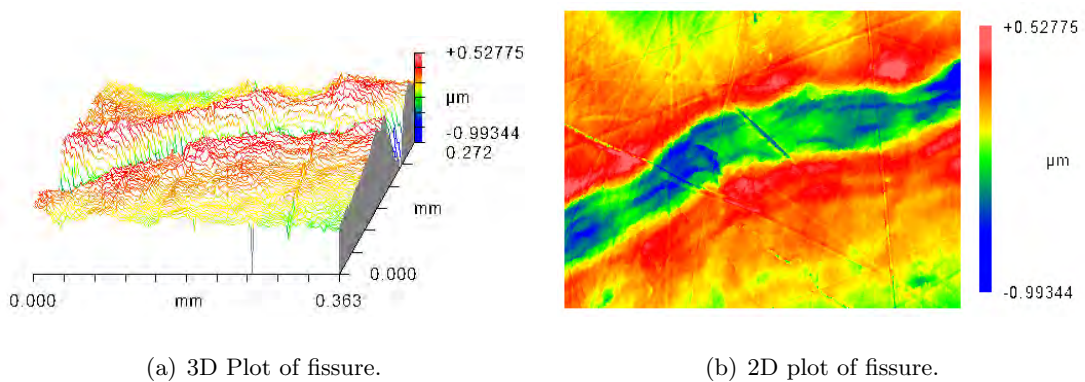 +0.52775
μm
-0.99344
0.272
mm
0.000
0.000
mm
0.363
+0.52775
μm
-0.99344
(a) 3D Plot of fissure.
(b) 2D plot of fissure.